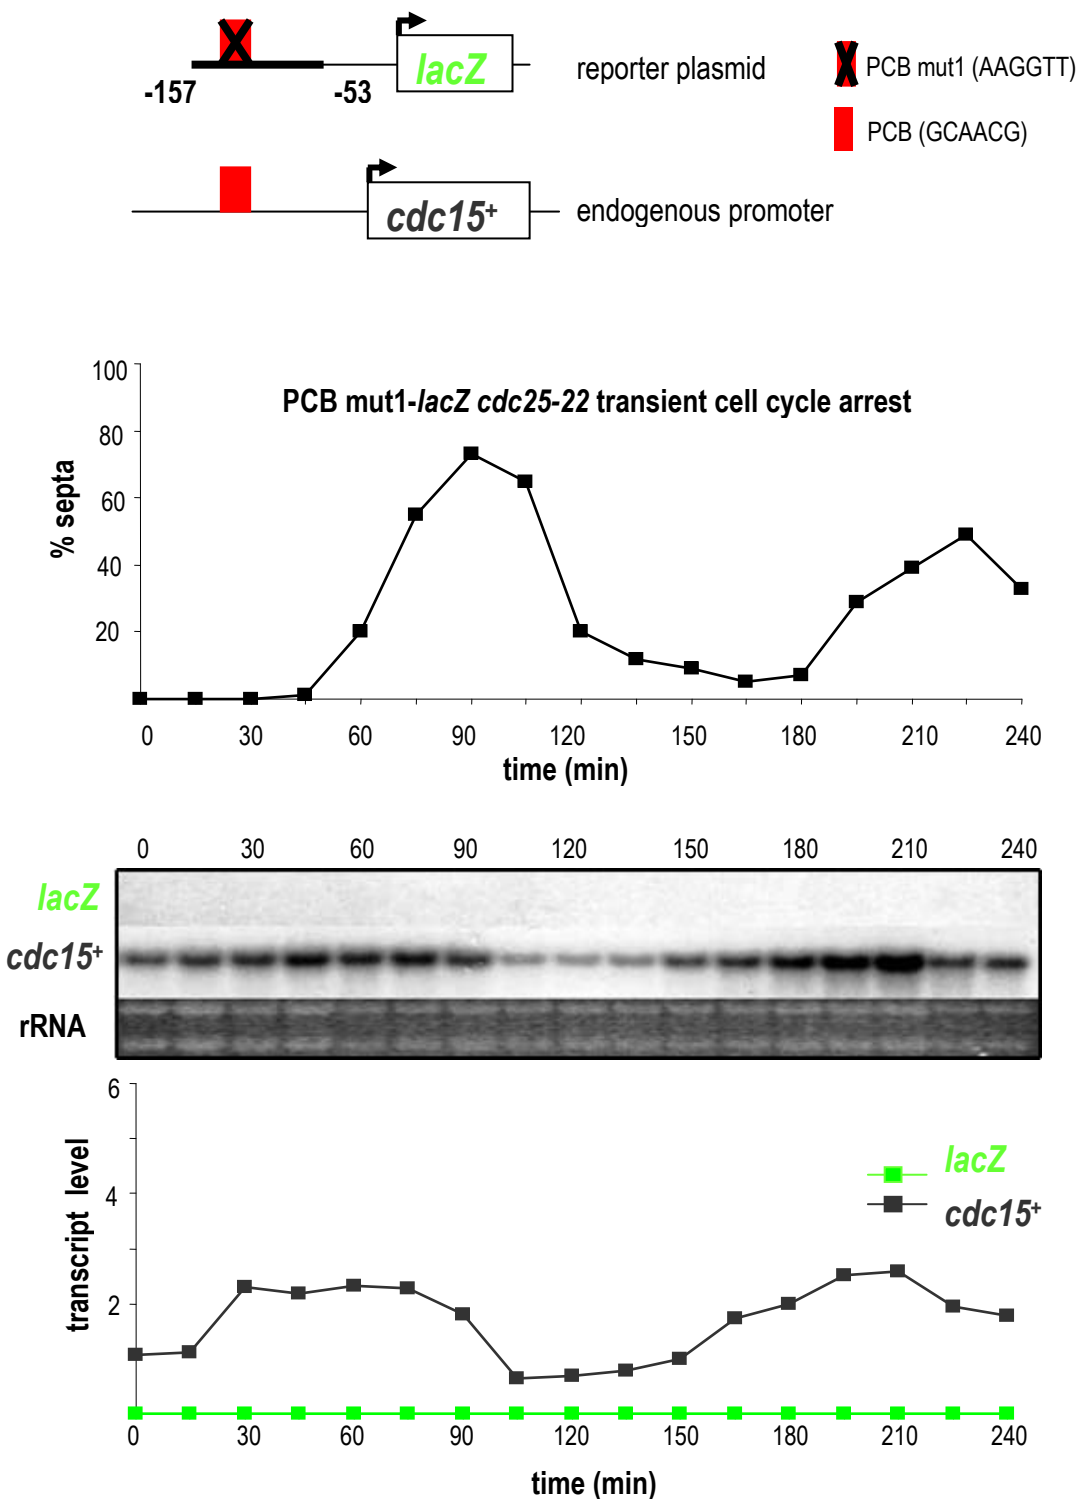 lacZ
-157
-53
reporter plasmid
PCB mut1 (AAGGTT)
PCB (GCAACG)
cdc15+
endogenous promoter
PCB mut1-lacZ cdc25-22 transient cell cycle arrest
% septa
100
80
60
40
20
0 30 60 90 120 150 180 210 240
time (min)
0 30 60 90 120 150 180 210 240
lacZ
cdc15+
rRNA
transcript level
6
4
2
lacZ
cdc15+
0 30 60 90 120 150 180 210 240
time (min)